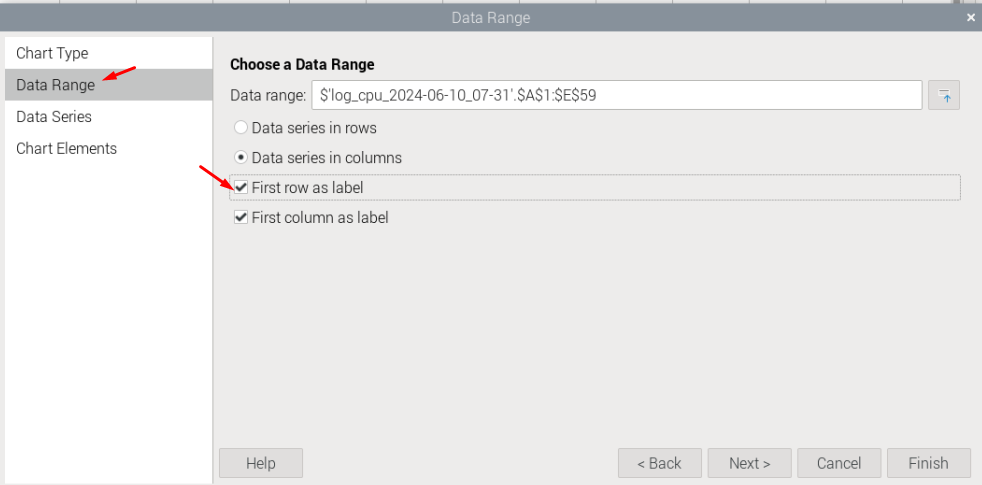 Data Range
Chart Type
Data Range
Data Series
Chart Elements
Choose a Data Range
Data range: $'log_cpu_2024-06-10_07-31'.$A$1:$E$59
Data series in rows
Data series in columns
First row as label
First column as label
Help
< Back
Next >
Cancel
Finish